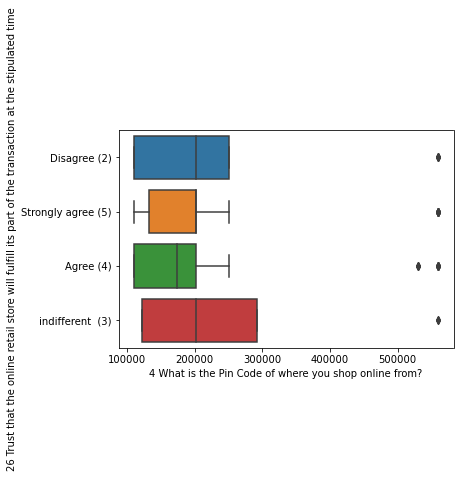 26 Trust that the online retail store will fulfill its part of the transaction at the stipulated time
Disagree (2)
Strongly agree (5)
Agree (4)
indifferent  (3)
100000 200000 300000 400000 500000
4 What is the Pin Code of where you shop online from?